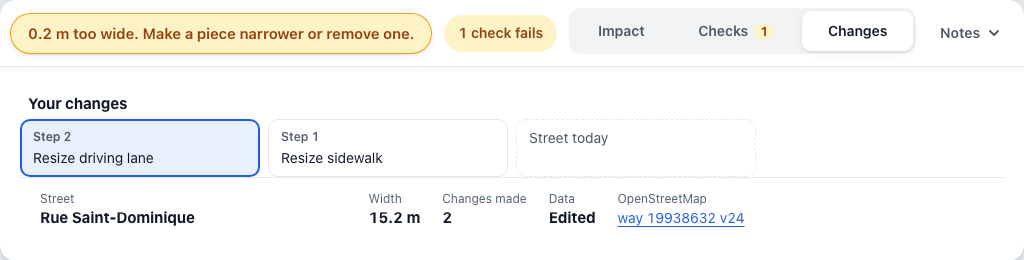 0.2 m too wide. Make a piece narrower or remove one.
1 check fails
Impact
Checks 1
Changes
Notes
Your changes
Step 2
Resize driving lane
Step 1
Resize sidewalk
Street today
Street
Rue Saint-Dominique
Width
15.2 m
Changes made
2
Data
Edited
OpenStreetMap
way 19938632 v24